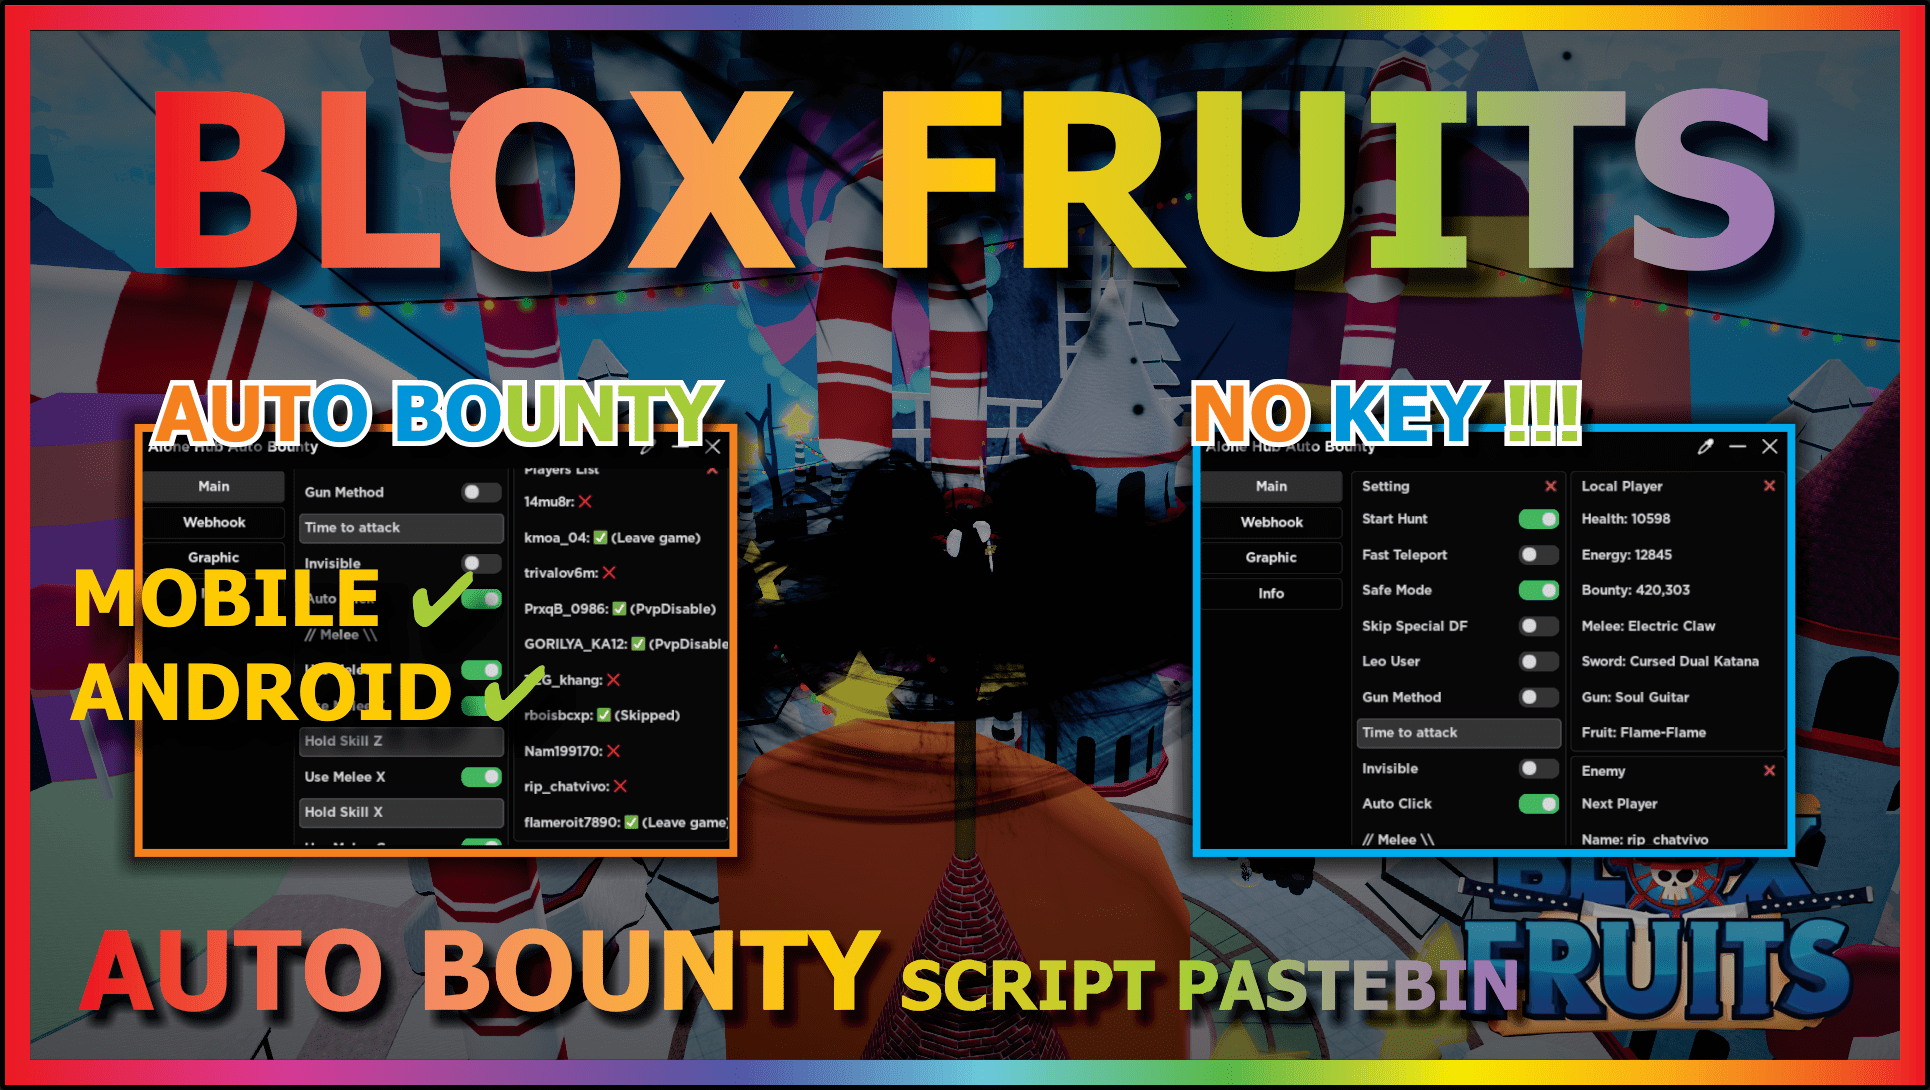 BLOX FRUITS
AUTO BOUNTY
NO KEY !!!
Alone Hub Auto Bounty
Main
Webhook
Graphic
Gun Method
Time to attack
Invisible
// Melee \\
Hold Skill Z
Use Melee X
Hold Skill X
Players List
14mu8r: ❌
kmoa_04: ✅ (Leave game)
trivalov6m: ❌
PrxqB_0986: ✅ (PvpDisable)
GORILYA_KA12: ✅ (PvpDisable
rboisbcxp: ✅ (Skipped)
Nam199170: ❌
rip_chatvivo: ❌
flameroit7890: ✅ (Leave game)
MOBILE ✔
ANDROID ✔
Alone Hub Auto Bounty
Main
Webhook
Graphic
Info
Setting
Start Hunt
Fast Teleport
Safe Mode
Skip Special DF
Leo User
Gun Method
Time to attack
Invisible
Auto Click
// Melee \\
Local Player
Health: 10598
Energy: 12845
Bounty: 420,303
Melee: Electric Claw
Sword: Cursed Dual Katana
Gun: Soul Guitar
Fruit: Flame-Flame
Enemy
Next Player
Name: rip_chatvivo
BLOX
FRUITS
AUTO BOUNTY SCRIPT PASTEBIN